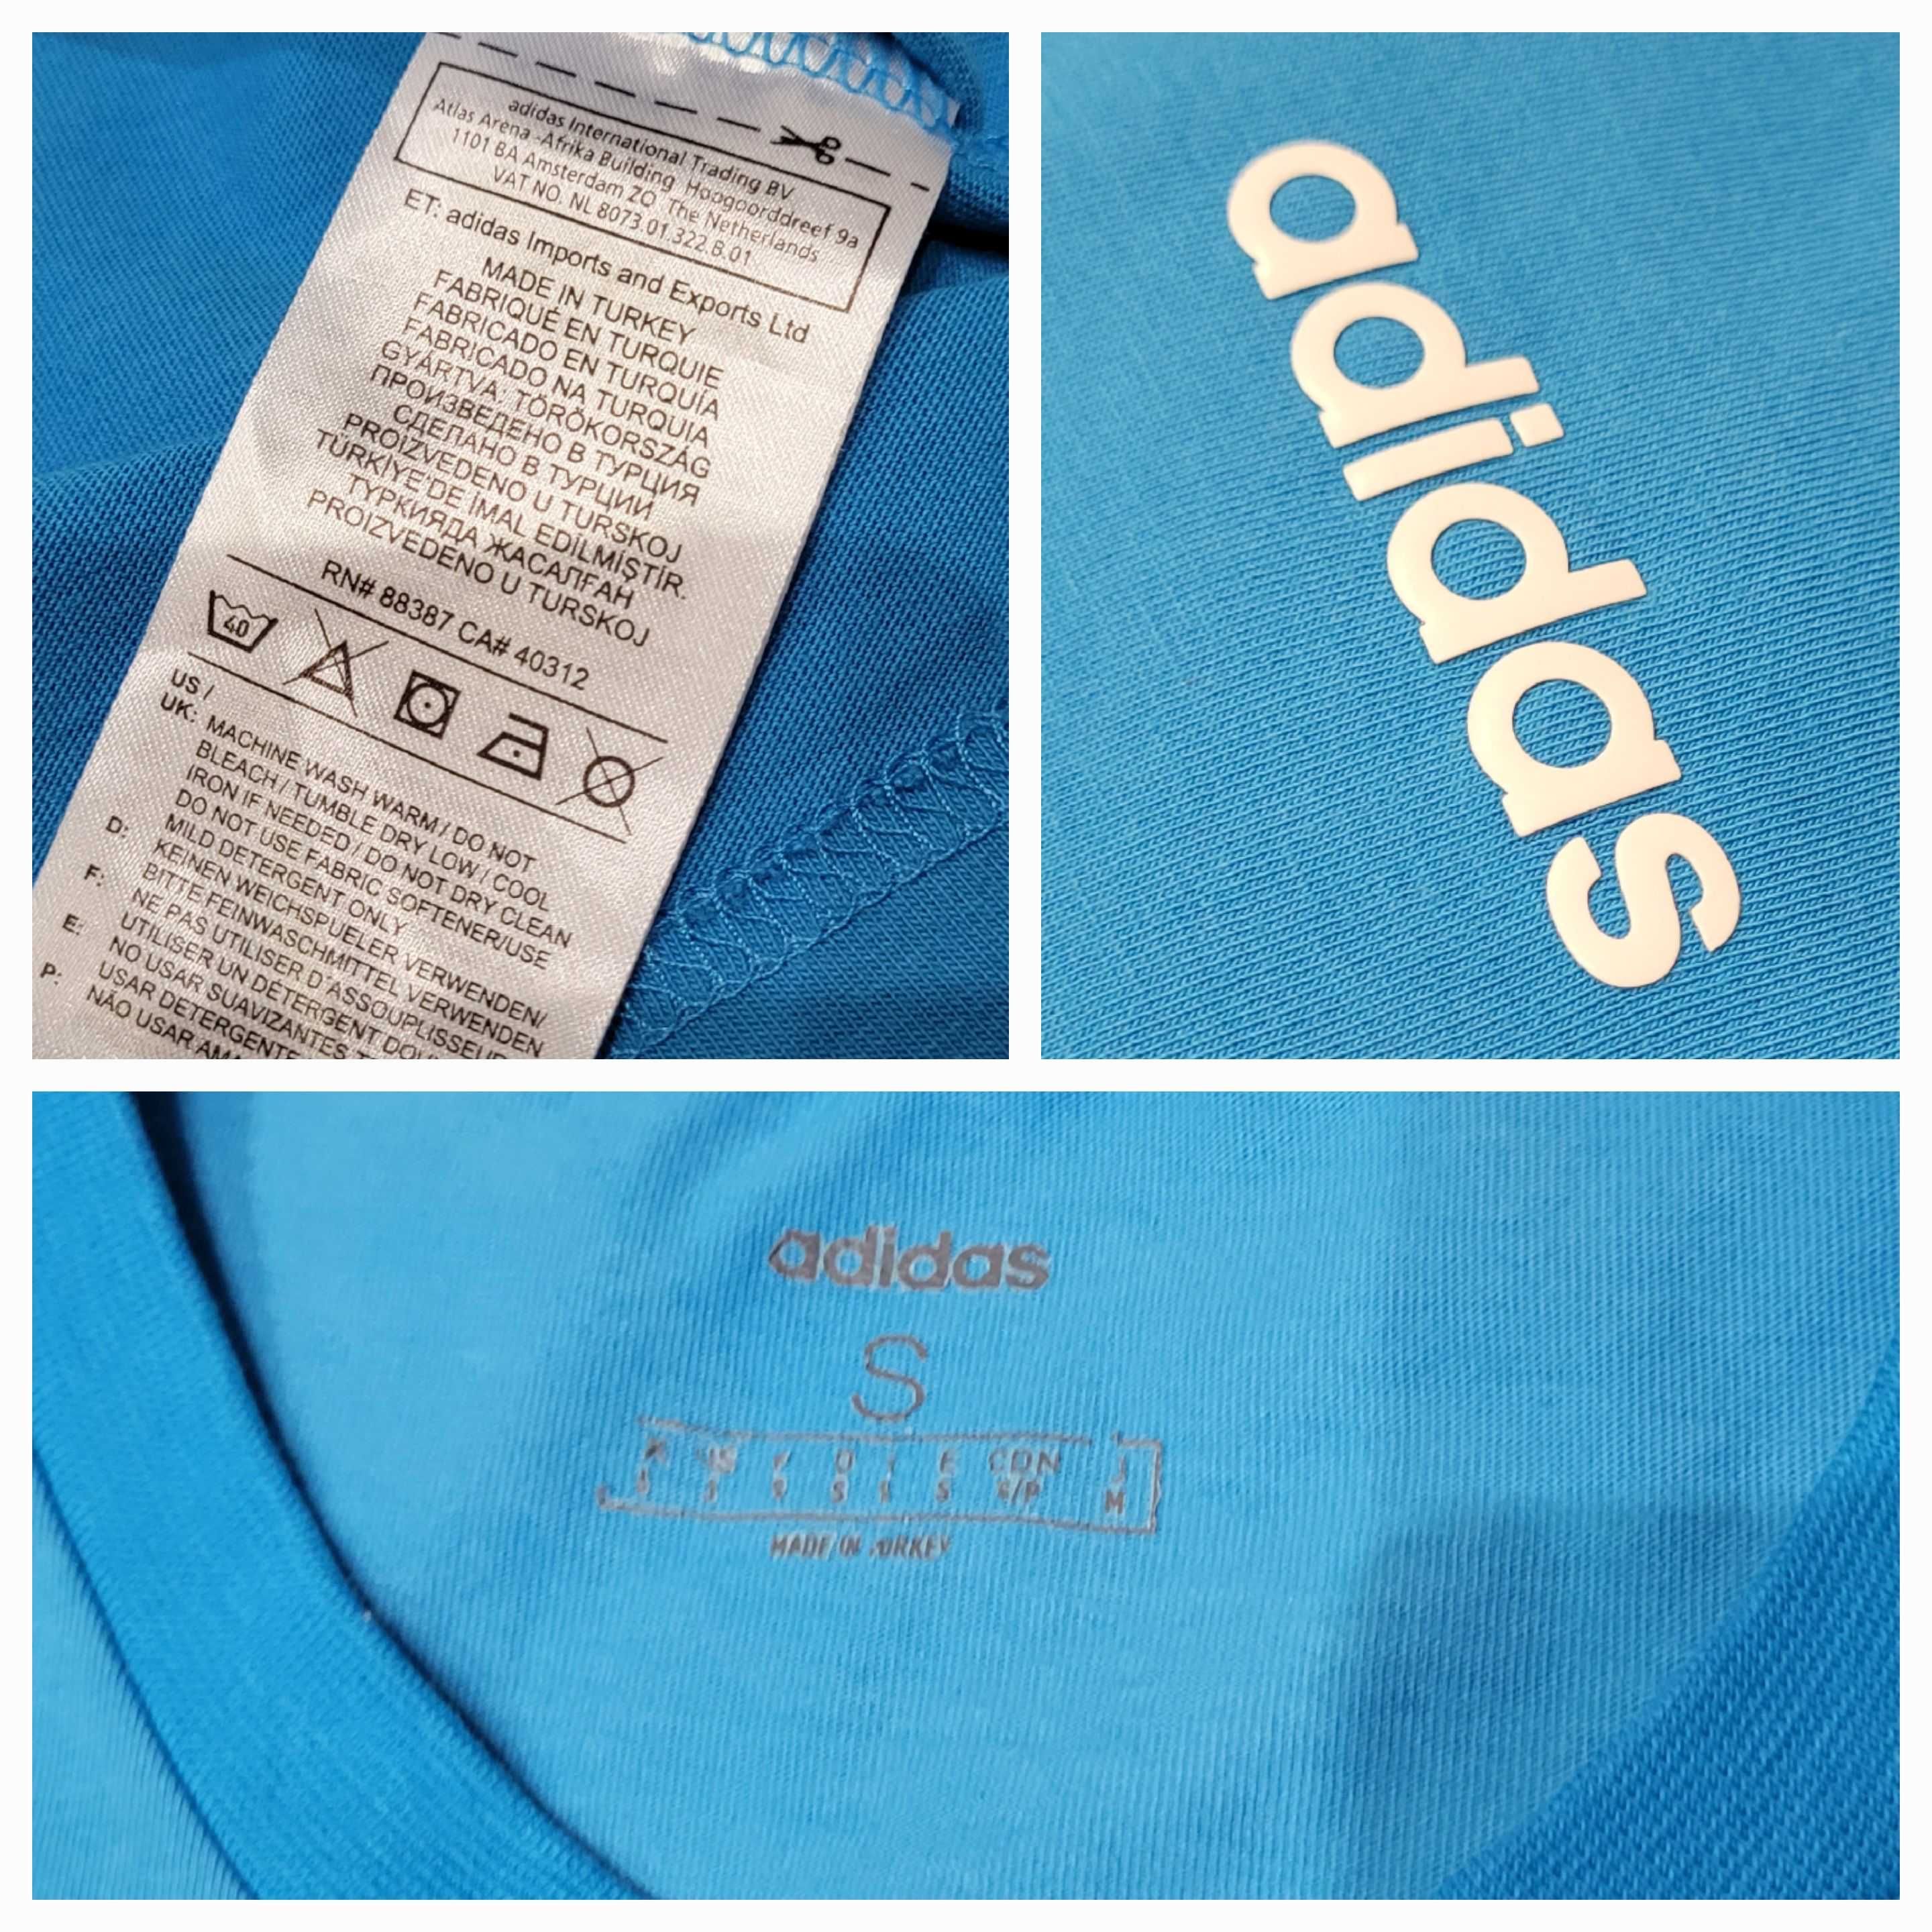 adidas International Trading BV
Atlas Arena -Afrika Building Hoogoorddreef 9a
1101 BA Amsterdam ZO The Netherlands
VAT NO. NL 8073.01.322.B.01
ET: adidas Imports and Exports Ltd
MADE IN TURKEY
FABRIQUÉ EN TURQUIE
FABRICADO EN TURQUÍA
FABRICADO NA TURQUIA
GYÁRTVA: TÖRÖKORSZÁG
ПРОИЗВЕДЕНО В ТУРЦИЯ
СДЕЛАНО В ТУРЦИИ
PROIZVEDENO U TURSKOJ
TÜRKİYE'DE İMAL EDİLMİŞTİR.
ТҮРКИЯДА ЖАСАЛҒАН
PROIZVEDENO U TURSKOJ
RN# 88387 CA# 40312
40
US /
UK: MACHINE WASH WARM / DO NOT
BLEACH / TUMBLE DRY LOW / COOL
IRON IF NEEDED / DO NOT DRY CLEAN
DO NOT USE FABRIC SOFTENER/USE
MILD DETERGENT ONLY
D: KEINEN WEICHSPUELER VERWENDEN/
BITTE FEINWASCHMITTEL VERWENDEN
F: NE PAS UTILISER D'ASSOUPLISSEUR
UTILISER UN DÉTERGENT
E: NO USAR SUAVIZANTES
USAR DETERGENTE
P: NÃO USAR
adidas
adidas
S
D E CDN J
S S S/P M
MADE IN TURKEY